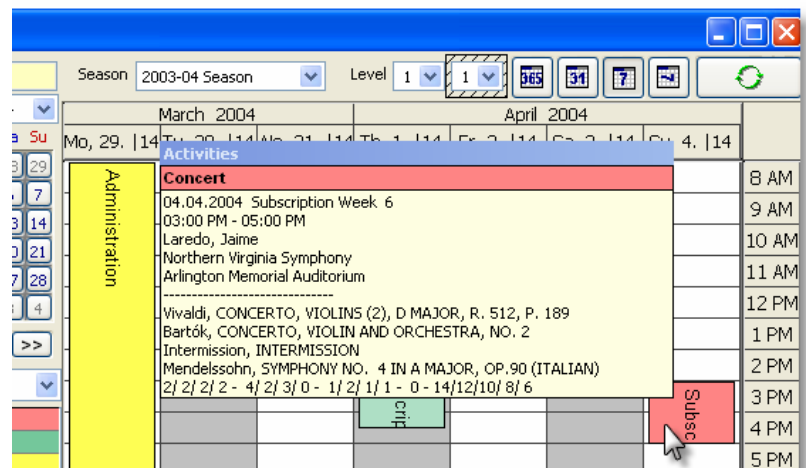 Season 2003-04 Season Level 1 1 365 31 7
March 2004 April 2004
Mo, 29. |14 4. |14
Su
29
7
14
21
28
4
>>
Administration
Activities
Concert
04.04.2004 Subscription Week 6
03:00 PM - 05:00 PM
Laredo, Jaime
Northern Virginia Symphony
Arlington Memorial Auditorium
-----------------------------
Vivaldi, CONCERTO, VIOLINS (2), D MAJOR, R. 512, P. 189
Bartók, CONCERTO, VIOLIN AND ORCHESTRA, NO. 2
Intermission, INTERMISSION
Mendelssohn, SYMPHONY NO. 4 IN A MAJOR, OP.90 (ITALIAN)
2/ 2/ 2/ 2 - 4/ 2/ 3/ 0 - 1/ 2/ 1/ 1 - 0 - 14/12/10/ 8/ 6
Subsc
8 AM
9 AM
10 AM
11 AM
12 PM
1 PM
2 PM
3 PM
4 PM
5 PM